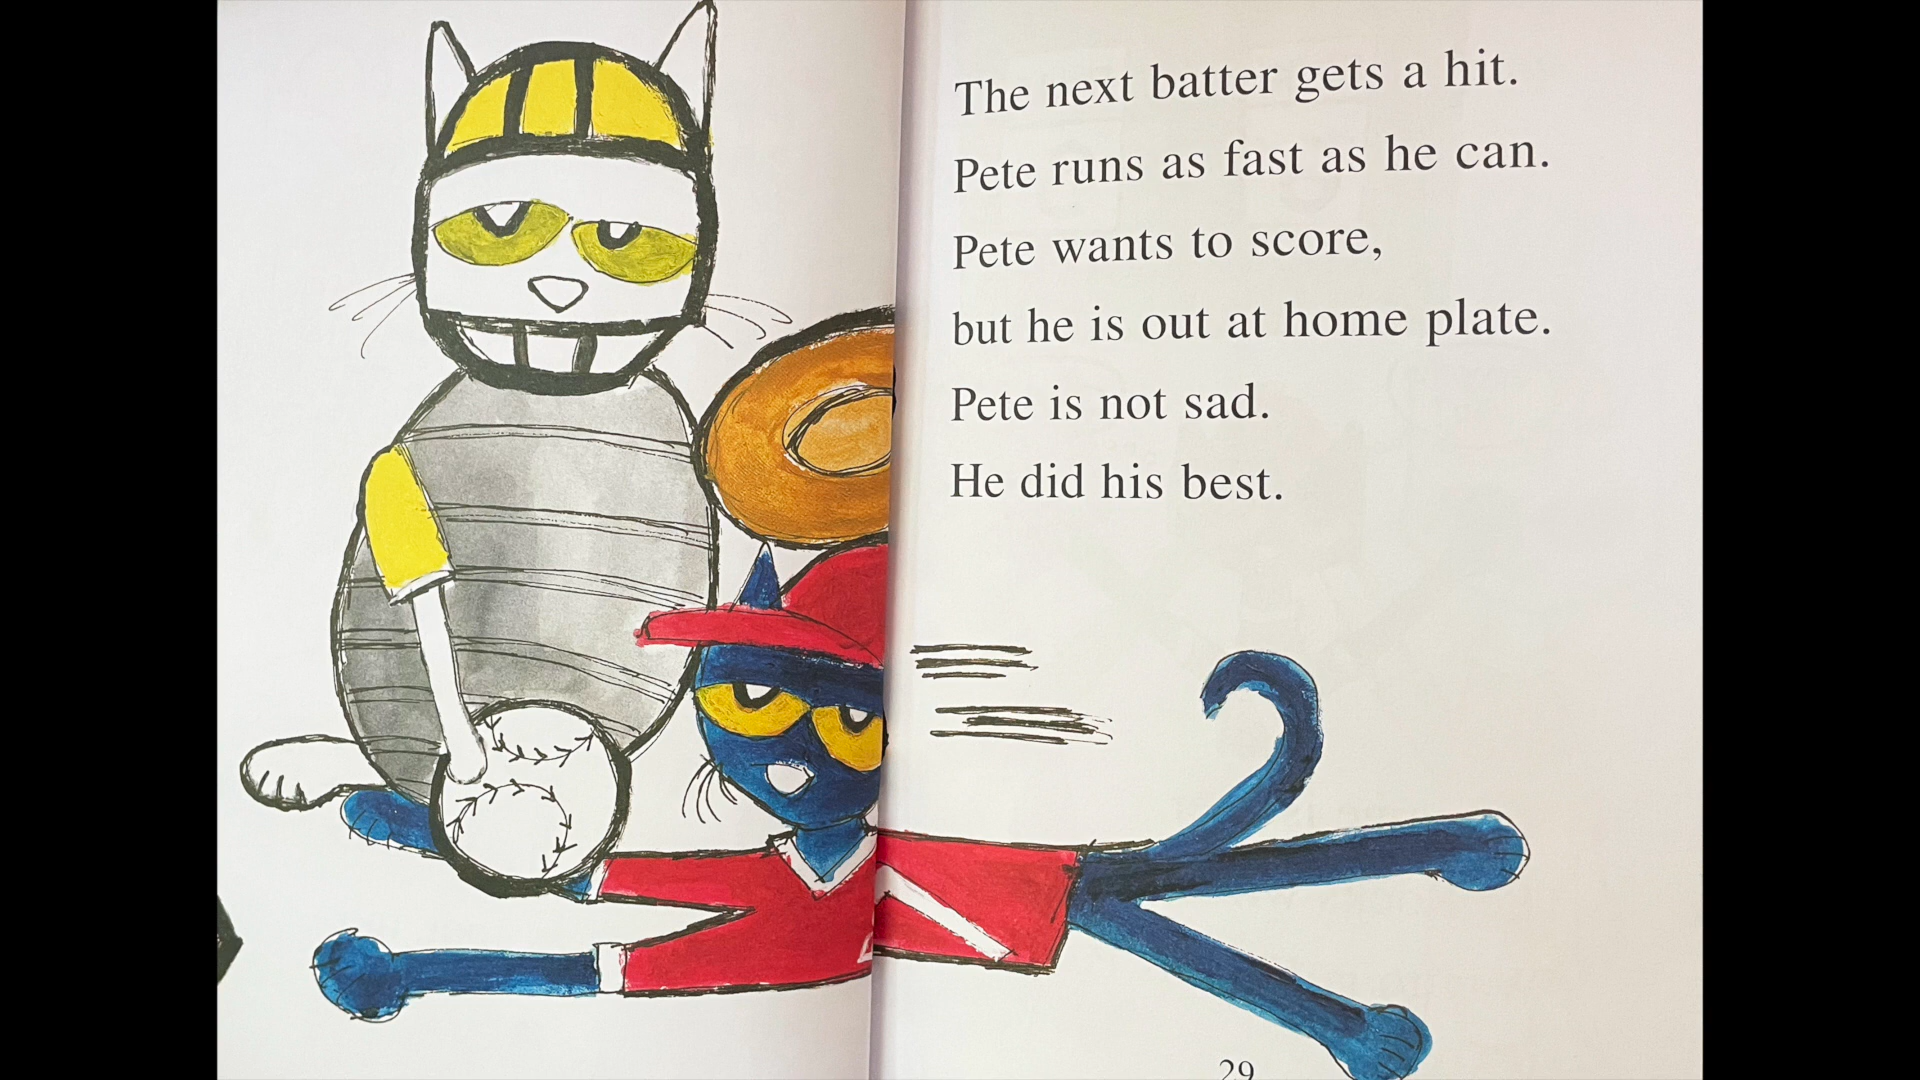 The next batter gets a hit.
Pete runs as fast as he can.
Pete wants to score,
but he is out at home plate.
Pete is not sad.
He did his best.
29